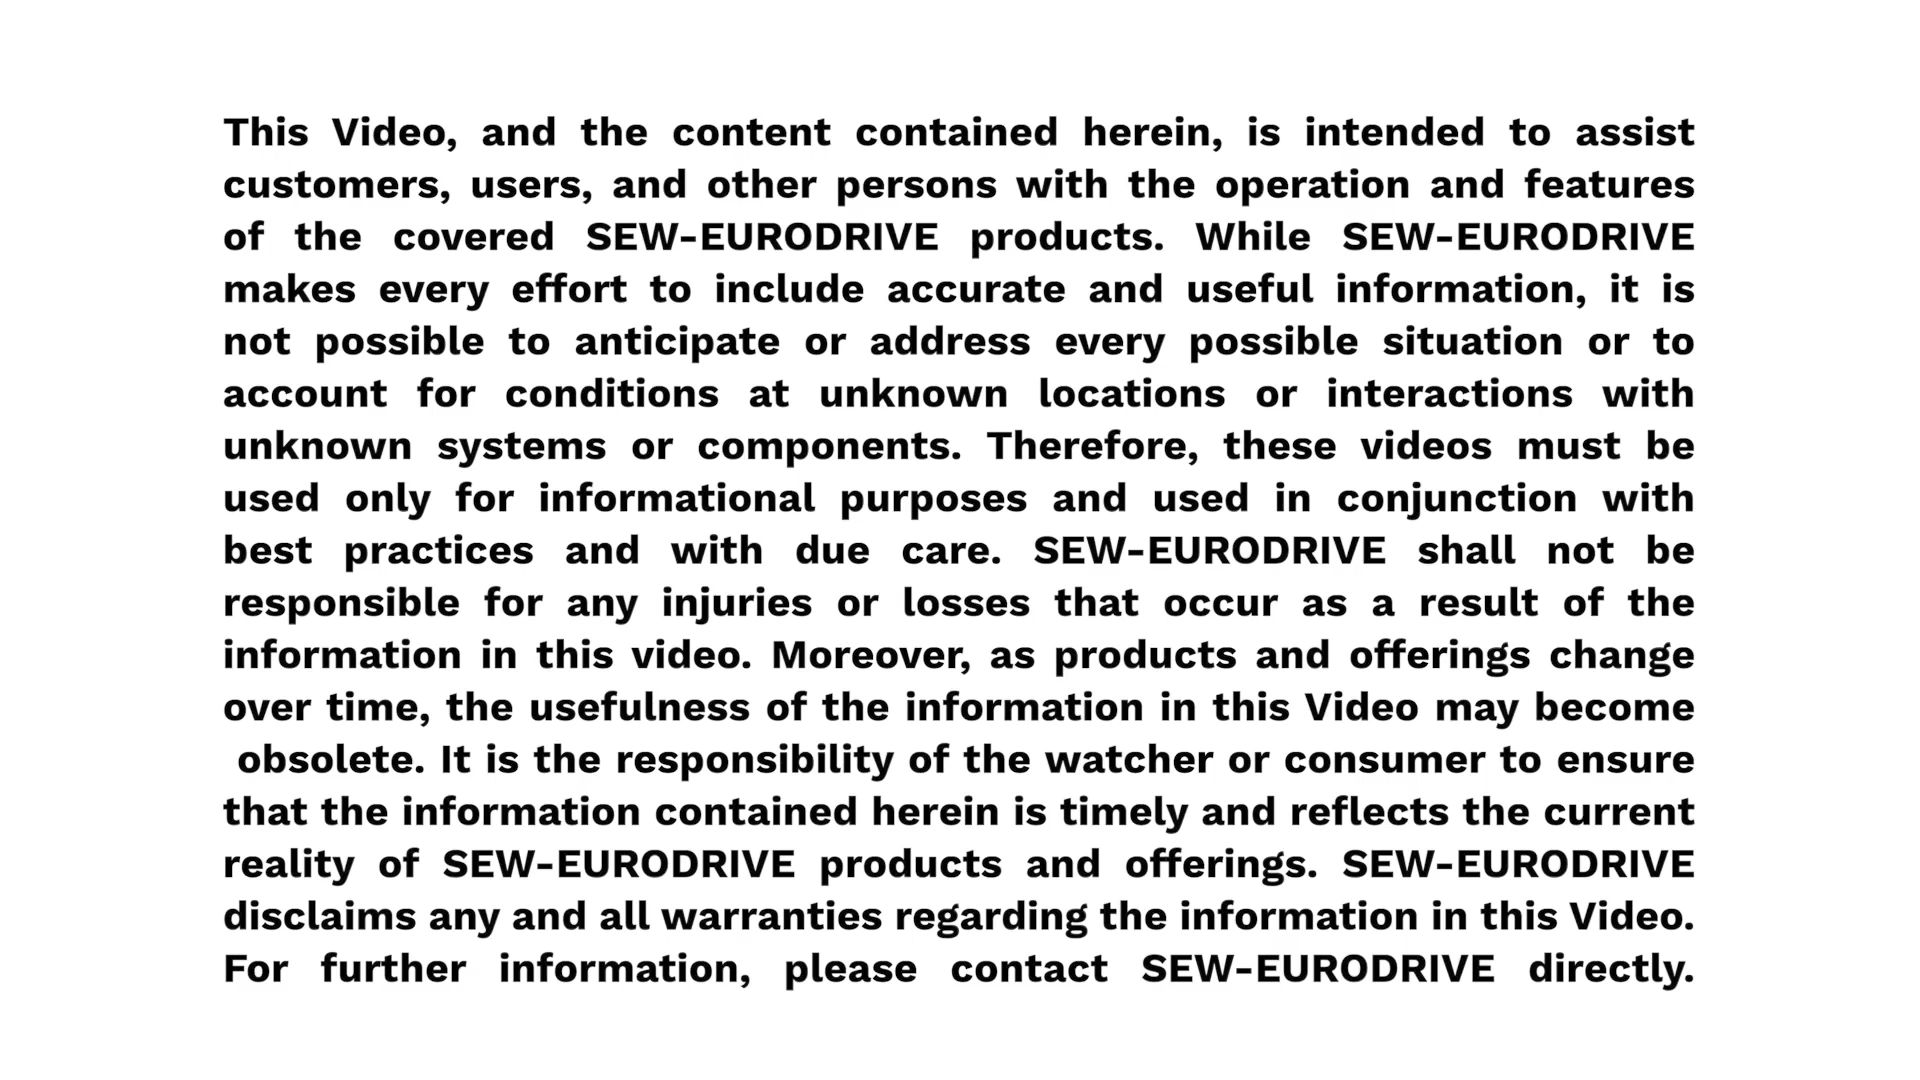 This Video, and the content contained herein, is intended to assist
customers, users, and other persons with the operation and features
of the covered SEW-EURODRIVE products. While SEW-EURODRIVE
makes every effort to include accurate and useful information, it is
not possible to anticipate or address every possible situation or to
account for conditions at unknown locations or interactions with
unknown systems or components. Therefore, these videos must be
used only for informational purposes and used in conjunction with
best practices and with due care. SEW-EURODRIVE shall not be
responsible for any injuries or losses that occur as a result of the
information in this video. Moreover, as products and offerings change
over time, the usefulness of the information in this Video may become
obsolete. It is the responsibility of the watcher or consumer to ensure
that the information contained herein is timely and reflects the current
reality of SEW-EURODRIVE products and offerings. SEW-EURODRIVE
disclaims any and all warranties regarding the information in this Video.
For further information, please contact SEW-EURODRIVE directly.